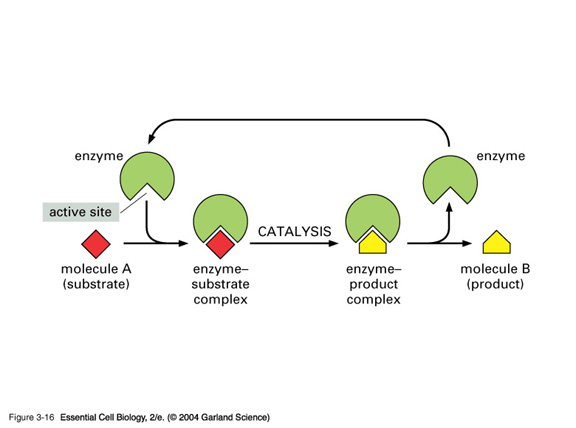 enzyme
enzyme
active site
CATALYSIS
molecule A
(substrate)
enzyme–
substrate
complex
enzyme–
product
complex
molecule B
(product)
Figure 3-16 Essential Cell Biology, 2/e. (© 2004 Garland Science)